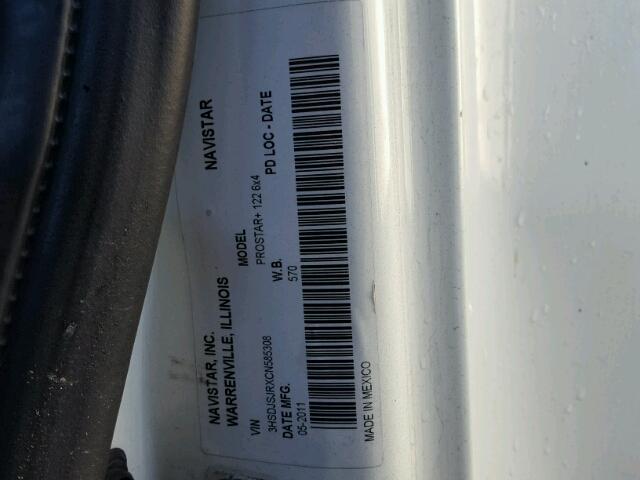 NAVISTAR, INC. NAVISTAR
WARRENVILLE, ILLINOIS
VIN MODEL
3HSDJSJRXCN585308 PROSTAR+ 122 6x4
DATE MFG. W.B. PD LOC - DATE
05-2011 570
MADE IN MEXICO